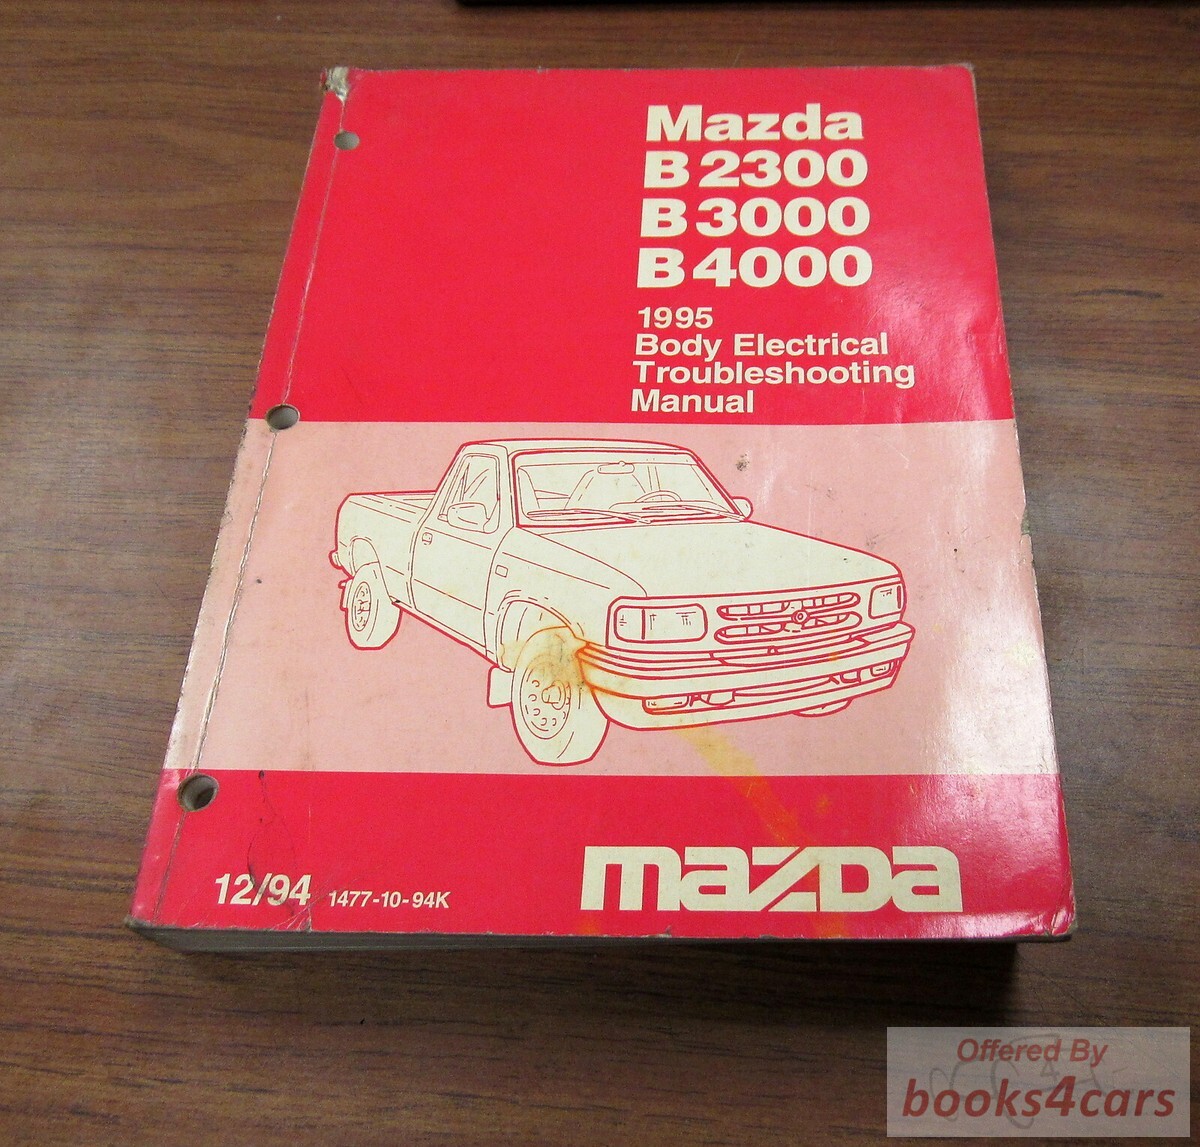 Mazda
B2300
B3000
B4000
1995
Body Electrical
Troubleshooting
Manual
12/94 1477-10-94K
mazda
Offered By
books4cars